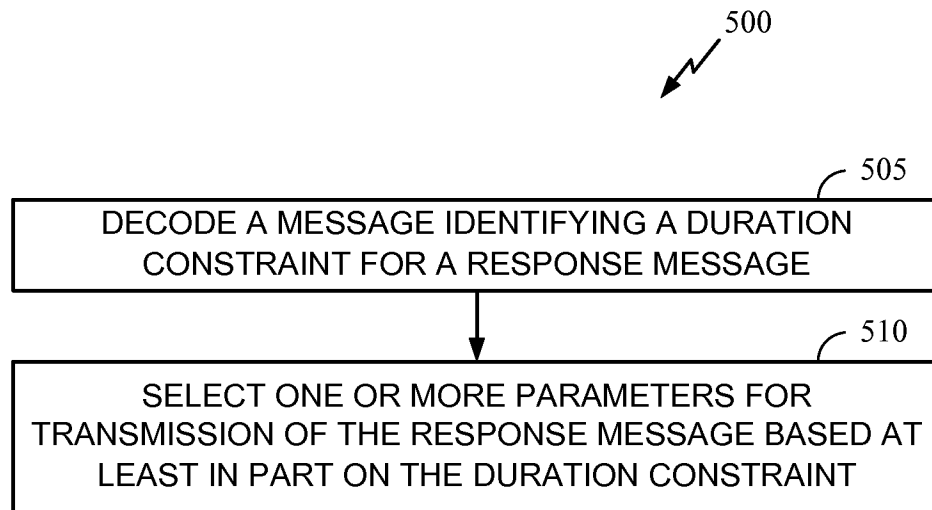 500
505
DECODE A MESSAGE IDENTIFYING A DURATION
CONSTRAINT FOR A RESPONSE MESSAGE
510
SELECT ONE OR MORE PARAMETERS FOR
TRANSMISSION OF THE RESPONSE MESSAGE BASED AT
LEAST IN PART ON THE DURATION CONSTRAINT